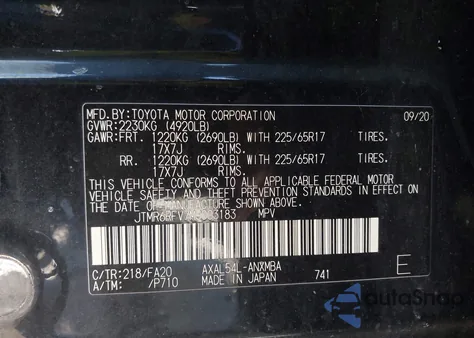 MFD.BY:TOYOTA MOTOR CORPORATION 09/20
GVWR:2230KG (4920LB)
GAWR:FRT. 1220KG (2690LB) WITH 225/65R17 TIRES.
17X7J RIMS.
RR. 1220KG (2690LB) WITH 225/65R17 TIRES.
17X7J RIMS.
THIS VEHICLE CONFORMS TO ALL APPLICABLE FEDERAL MOTOR
VEHICLE SAFETY AND THEFT PREVENTION STANDARDS IN EFFECT
ON THE DATE OF MANUFACTURE SHOWN ABOVE.
MPV
C/TR:218/FA20 AXAL54L-ANXMBA E
A/TM: /P710 MADE IN JAPAN 741
AutoSnap